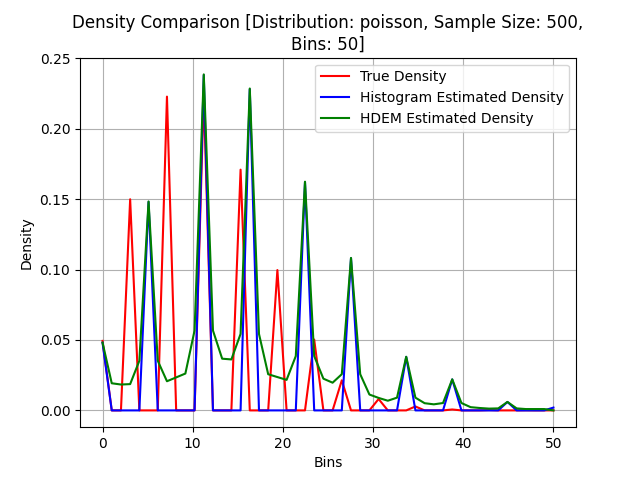 Density Comparison [Distribution: poisson, Sample Size: 500,
Bins: 50]
True Density
Histogram Estimated Density
HDEM Estimated Density
Density
0.25
0.20
0.15
0.10
0.05
0.00
0 10 20 30 40 50
Bins